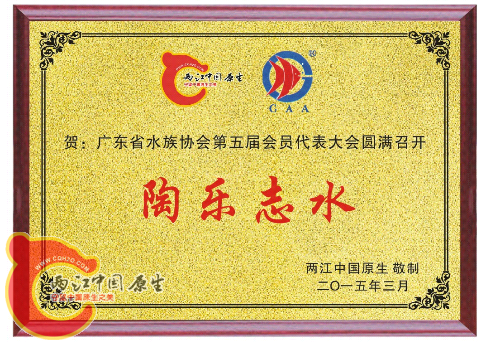 两江中国原生
CAA
®
贺：广东省水族协会第五届会员代表大会圆满召开
陶乐志水
两江中国原生 敬制
二〇一五年三月
WWW.CQHJD.COM
两江中国原生